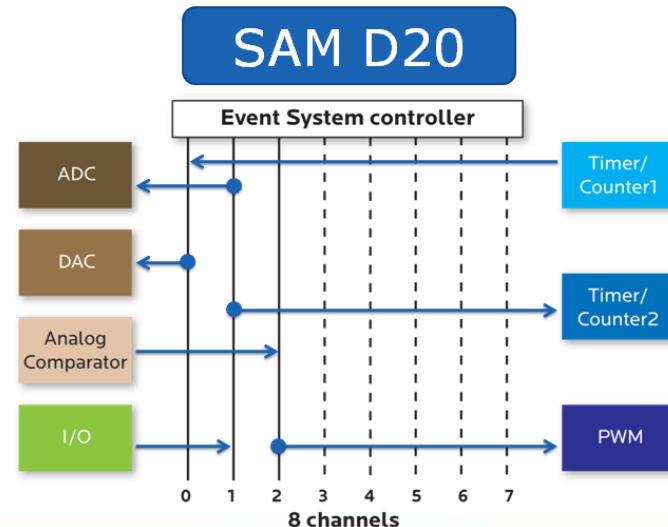 SAM D20
Event System controller
ADC
Timer/
Counter1
DAC
Timer/
Counter2
Analog
Comparator
I/O
PWM
0 1 2 3 4 5 6 7
8 channels